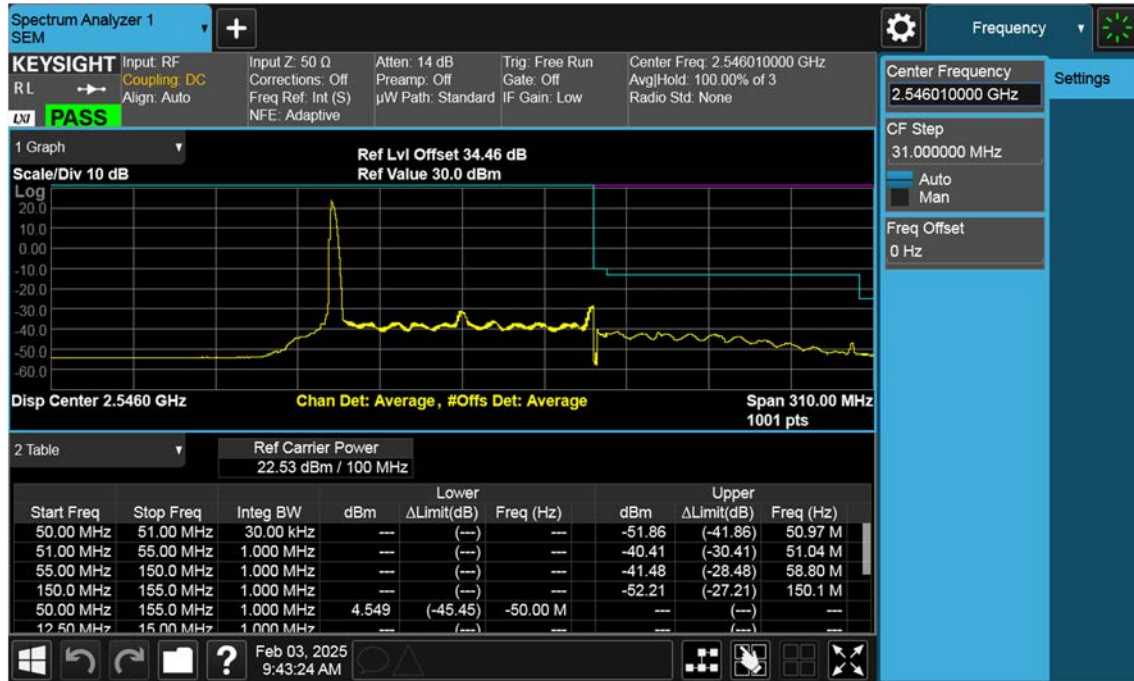 Spectrum Analyzer 1
SEM
Frequency
KEYSIGHT
R L
LXI PASS
Input: RF
Coupling: DC
Align: Auto
Input Z: 50 Ω
Corrections: Off
Freq Ref: Int (S)
NFE: Adaptive
Atten: 14 dB
Preamp: Off
µW Path: Standard
Trig: Free Run
Gate: Off
IF Gain: Low
Center Freq: 2.546010000 GHz
Avg|Hold: 100.00% of 3
Radio Std: None
Center Frequency
2.546010000 GHz
Settings
CF Step
31.000000 MHz
Auto
Man
Freq Offset
0 Hz
1 Graph
Scale/Div 10 dB
Ref Lvl Offset 34.46 dB
Ref Value 30.0 dBm
Log
20.0
10.0
0.00
-10.0
-20.0
-30.0
-40.0
-50.0
-60.0
Disp Center 2.5460 GHz
Chan Det: Average, #Offs Det: Average
Span 310.00 MHz
1001 pts
2 Table
Ref Carrier Power
22.53 dBm / 100 MHz
Lower Upper
Start Freq Stop Freq Integ BW dBm ΔLimit(dB) Freq (Hz) dBm ΔLimit(dB) Freq (Hz)
50.00 MHz 51.00 MHz 30.00 kHz --- (---) --- -51.86 (-41.86) 50.97 M
51.00 MHz 55.00 MHz 1.000 MHz --- (---) --- -40.41 (-30.41) 51.04 M
55.00 MHz 150.0 MHz 1.000 MHz --- (---) --- -41.48 (-28.48) 58.80 M
150.0 MHz 155.0 MHz 1.000 MHz --- (---) --- -52.21 (-27.21) 150.1 M
50.00 MHz 155.0 MHz 1.000 MHz 4.549 (-45.45) -50.00 M --- (---) ---
12.50 MHz 15.00 MHz 1.000 MHz --- (---) --- --- (---) ---
?
Feb 03, 2025
9:43:24 AM